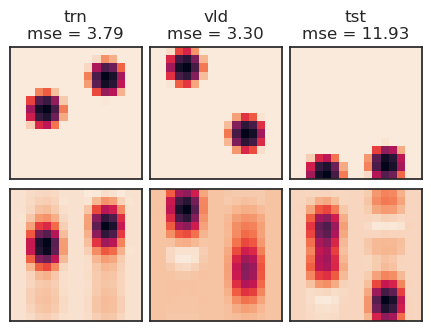 trn
mse = 3.79
vld
mse = 3.30
tst
mse = 11.93